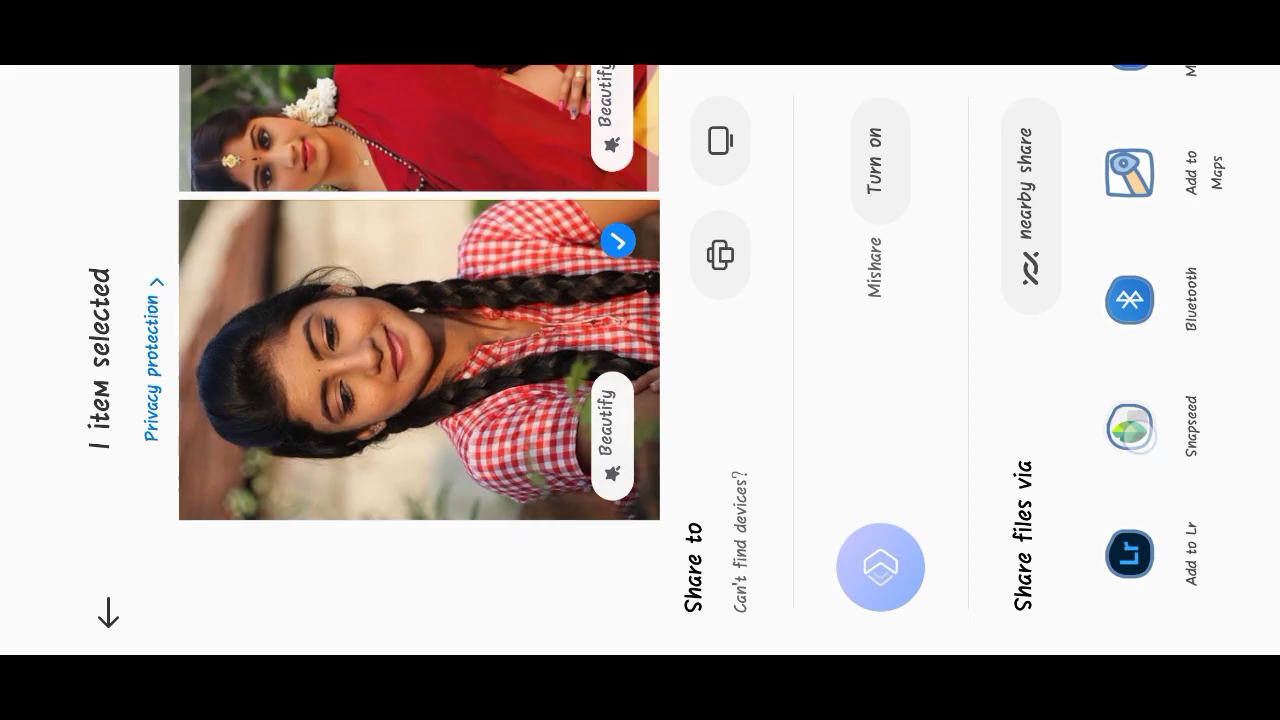 1 item selected
Privacy protection >
Beautify
Beautify
Share to
Can't find devices?
Mishare
Turn on
Share files via
nearby share
Lr
Add to Lr
Snapseed
Bluetooth
Add to
Maps
M